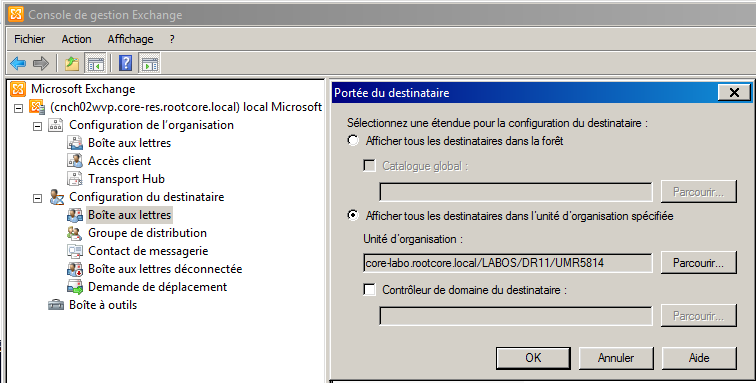 Console de gestion Exchange
Fichier Action Affichage ?
Microsoft Exchange
(cnch02wvp.core-res.rootcore.local) local Microsoft
Configuration de l'organisation
Boîte aux lettres
Accès client
Transport Hub
Configuration du destinataire
Boîte aux lettres
Groupe de distribution
Contact de messagerie
Boîte aux lettres déconnectée
Demande de déplacement
Boîte à outils
Portée du destinataire
Sélectionnez une étendue pour la configuration du destinataire :
Afficher tous les destinataires dans la forêt
Catalogue global :
Parcourir...
Afficher tous les destinataires dans l'unité d'organisation spécifiée
Unité d'organisation :
core-labo.rootcore.local/LABOS/DR11/UMR5814 Parcourir...
Contrôleur de domaine du destinataire :
Parcourir...
OK Annuler Aide